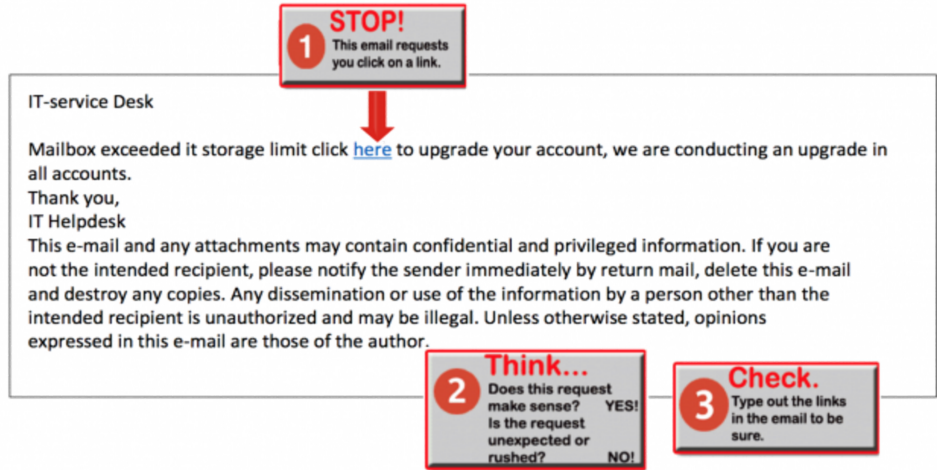 1
STOP!
This email requests
you click on a link.
IT-service Desk
Mailbox exceeded it storage limit click here to upgrade your account, we are conducting an upgrade in
all accounts.
Thank you,
IT Helpdesk
This e-mail and any attachments may contain confidential and privileged information. If you are
not the intended recipient, please notify the sender immediately by return mail, delete this e-mail
and destroy any copies. Any dissemination or use of the information by a person other than the
intended recipient is unauthorized and may be illegal. Unless otherwise stated, opinions
expressed in this e-mail are those of the author.
2
Think...
Does this request
make sense? YES!
Is the request
unexpected or
rushed? NO!
3
Check.
Type out the links
in the email to be
sure.